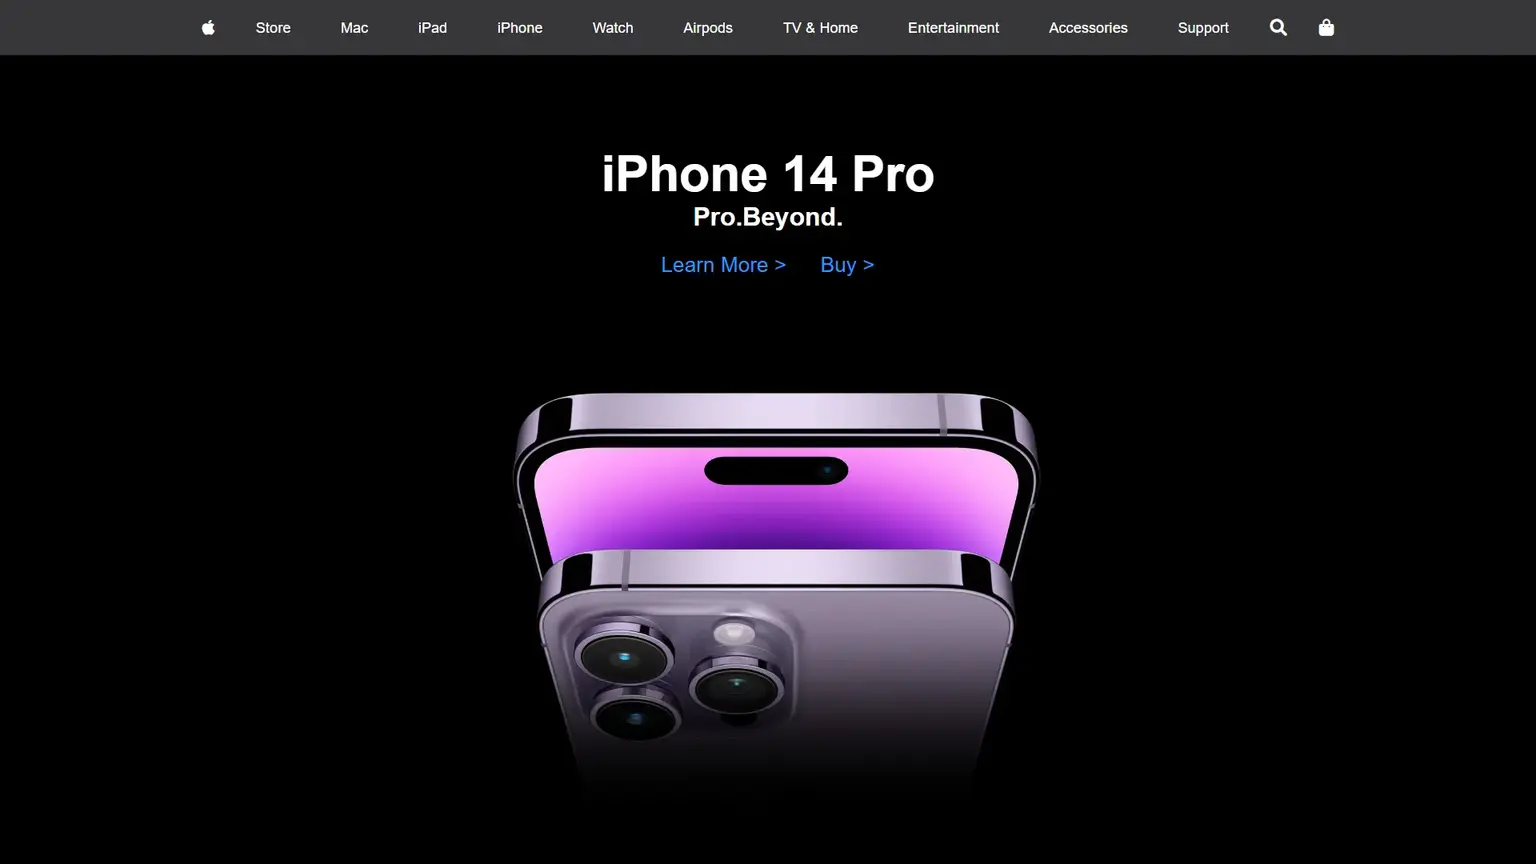 Store Mac iPad iPhone Watch Airpods TV & Home Entertainment Accessories Support
iPhone 14 Pro
Pro.Beyond.
Learn More > Buy >